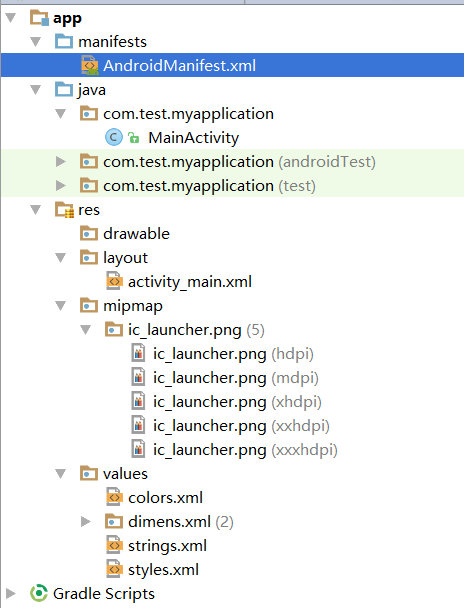 app
manifests
AndroidManifest.xml
java
com.test.myapplication
MainActivity
com.test.myapplication (androidTest)
com.test.myapplication (test)
res
drawable
layout
activity_main.xml
mipmap
ic_launcher.png (5)
ic_launcher.png (hdpi)
ic_launcher.png (mdpi)
ic_launcher.png (xhdpi)
ic_launcher.png (xxhdpi)
ic_launcher.png (xxxhdpi)
values
colors.xml
dimens.xml (2)
strings.xml
styles.xml
Gradle Scripts